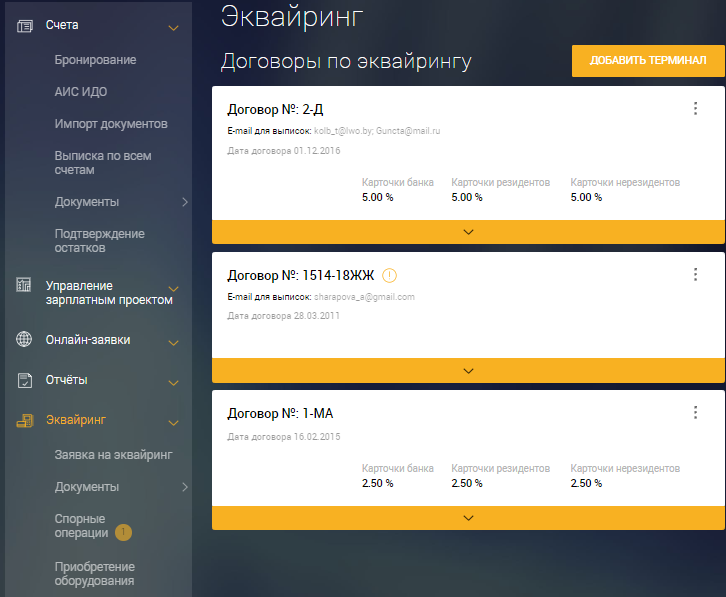 Счета
Бронирование
АИС ИДО
Импорт документов
Выписка по всем
счетам
Документы
Подтверждение
остатков
Управление
зарплатным проектом
Онлайн-заявки
Отчёты
Эквайринг
Заявка на эквайринг
Документы
Спорные
операции 1
Приобретение
оборудования
Эквайринг
Договоры по эквайрингу
ДОБАВИТЬ ТЕРМИНАЛ
Договор №: 2-Д
E-mail для выписок: kolb_t@lwo.by; Guncta@mail.ru
Дата договора 01.12.2016
Карточки банка Карточки резидентов Карточки нерезидентов
5.00 % 5.00 % 5.00 %
Договор №: 1514-18ЖЖ
E-mail для выписок: sharapova_a@gmail.com
Дата договора 28.03.2011
Договор №: 1-МА
Дата договора 16.02.2015
Карточки банка Карточки резидентов Карточки нерезидентов
2.50 % 2.50 % 2.50 %